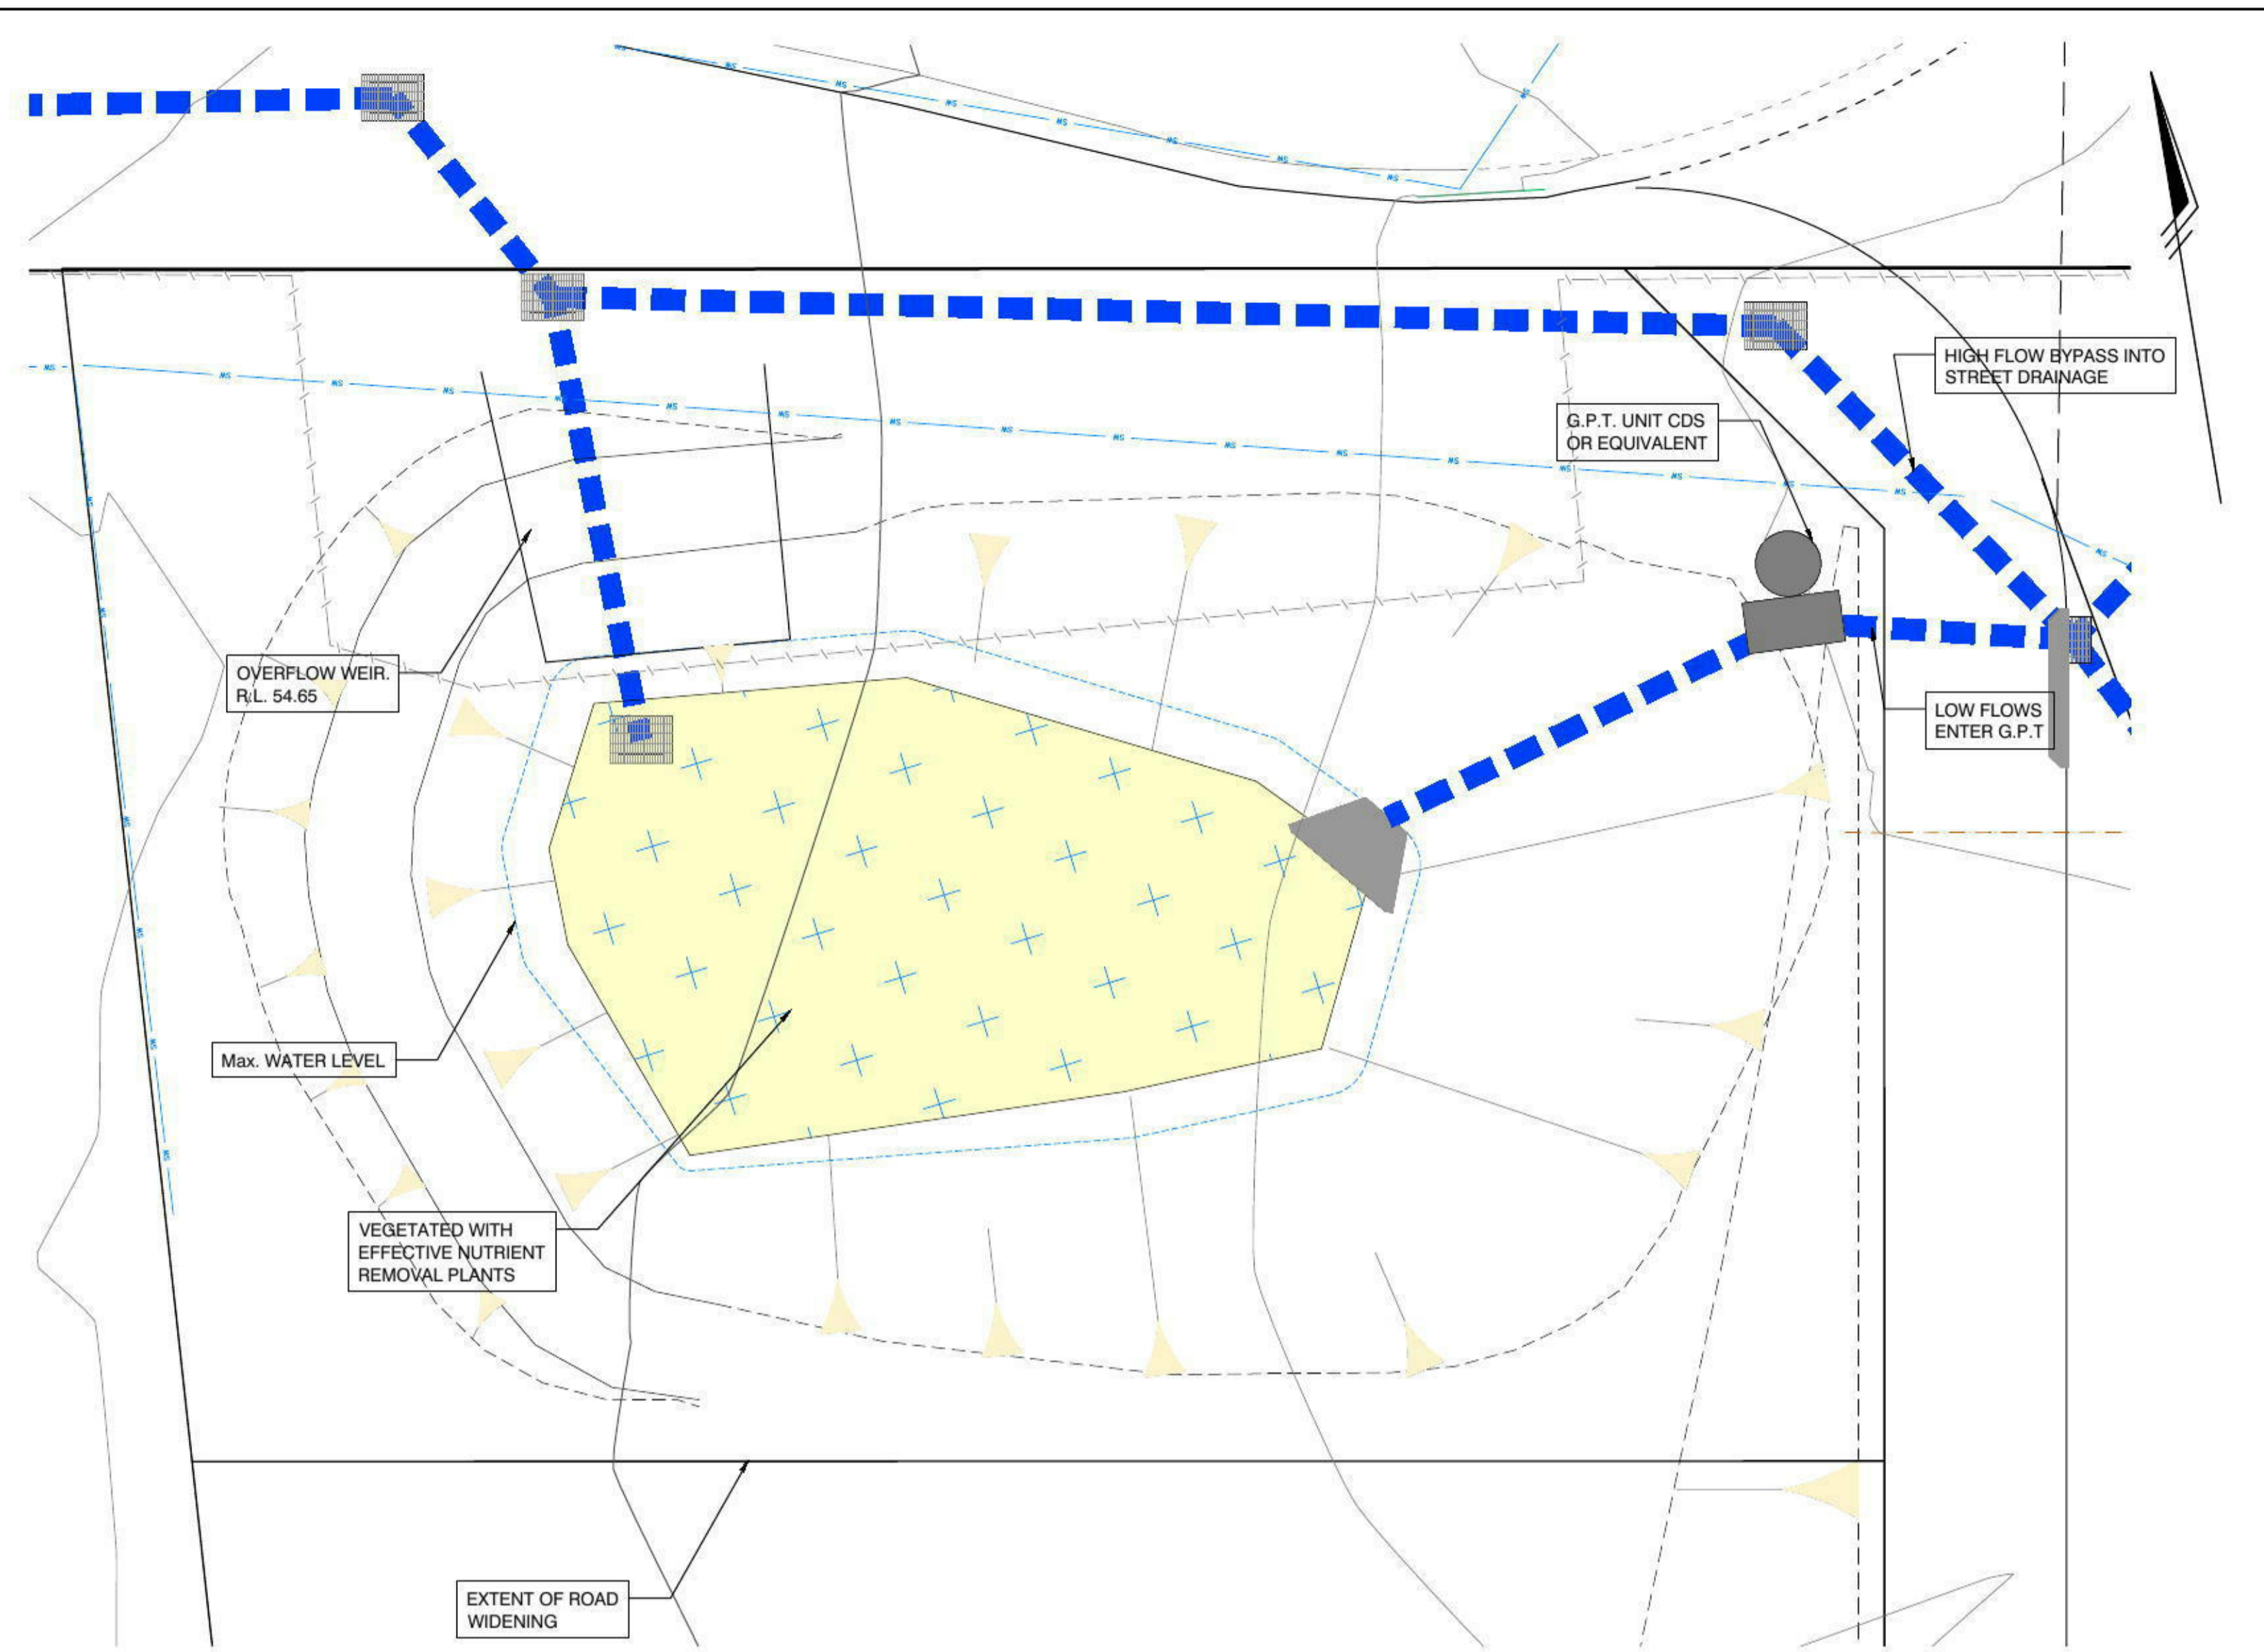 HIGH FLOW BYPASS INTO
STREET DRAINAGE
G.P.T. UNIT CDS
OR EQUIVALENT
OVERFLOW WEIR.
R.L. 54.65
LOW FLOWS
ENTER G.P.T
Max. WATER LEVEL
VEGETATED WITH
EFFECTIVE NUTRIENT
REMOVAL PLANTS
EXTENT OF ROAD
WIDENING